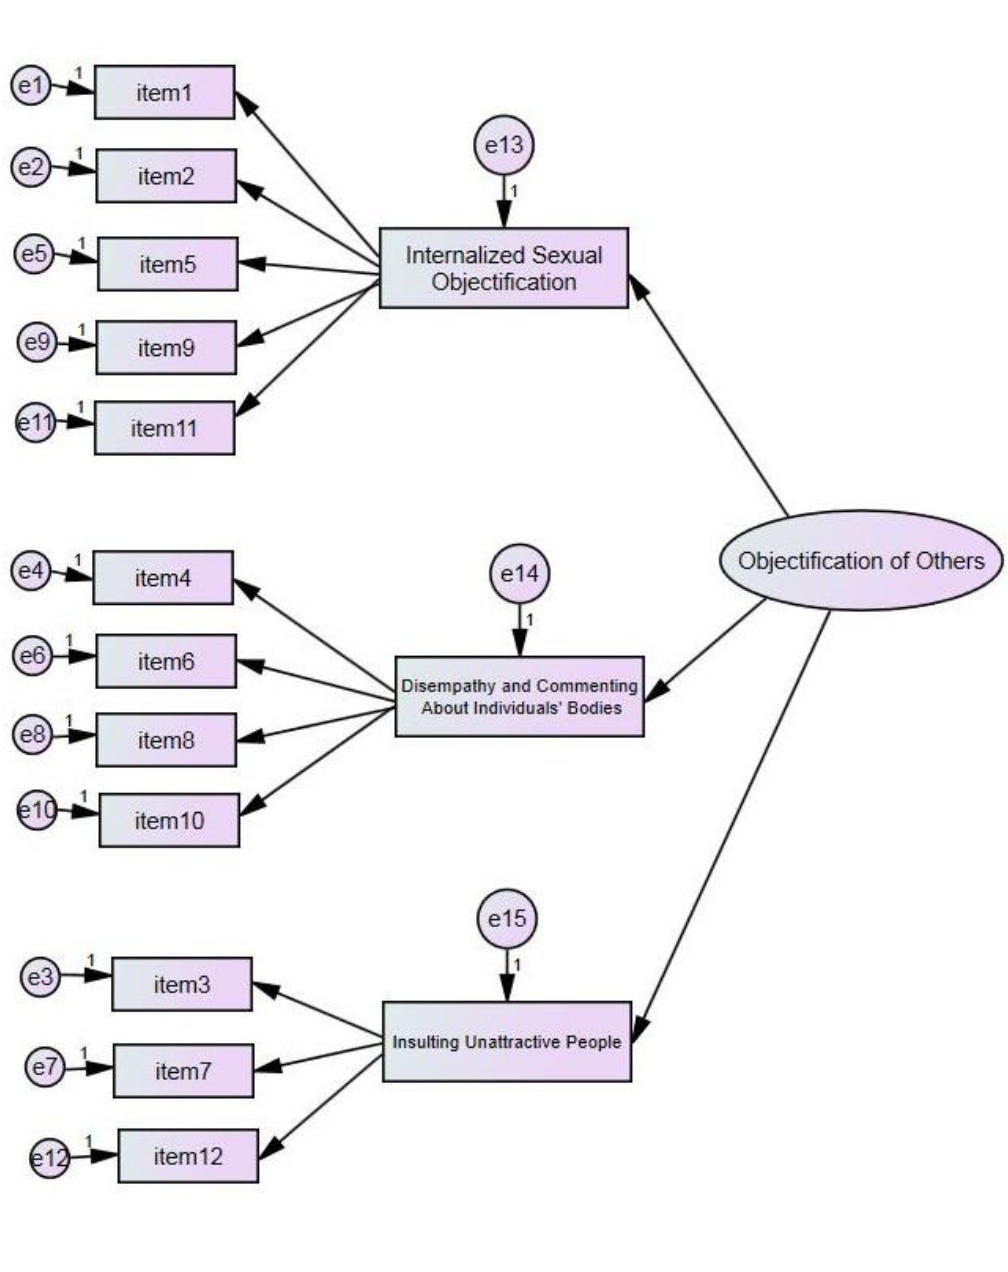 e1
1
item1
e2
1
item2
e5
1
item5
e9
1
item9
e11
1
item11
e13
1
Internalized Sexual
Objectification
e4
1
item4
e6
1
item6
e8
1
item8
e10
1
item10
e14
1
Disempathy and Commenting
About Individuals' Bodies
Objectification of Others
e3
1
item3
e7
1
item7
e12
1
item12
e15
1
Insulting Unattractive People